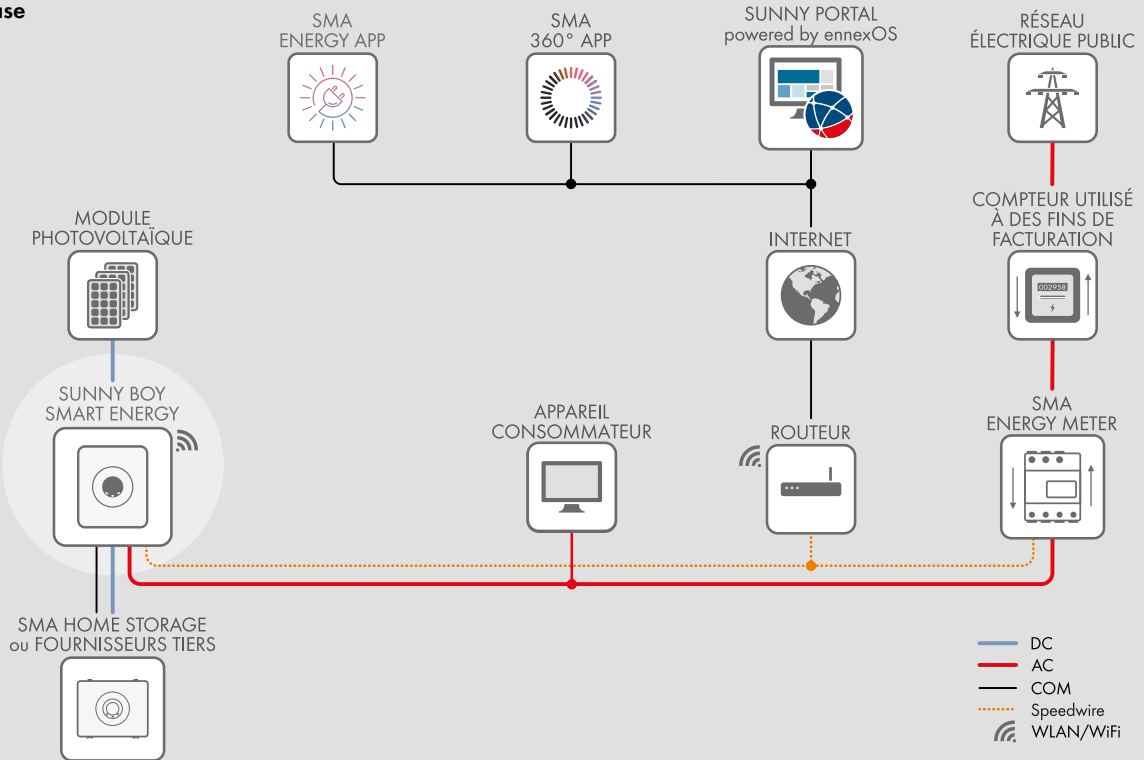 SMA
ENERGY APP
SMA
360° APP
SUNNY PORTAL
powered by ennexOS
RÉSEAU
ÉLECTRIQUE PUBLIC
MODULE
PHOTOVOLTAÏQUE
INTERNET
COMPTEUR UTILISÉ
À DES FINS DE
FACTURATION
002958
SUNNY BOY
SMART ENERGY
APPAREIL
CONSOMMATEUR
ROUTEUR
SMA
ENERGY METER
SMA HOME STORAGE
ou FOURNISSEURS TIERS
DC
AC
COM
Speedwire
WLAN/WiFi